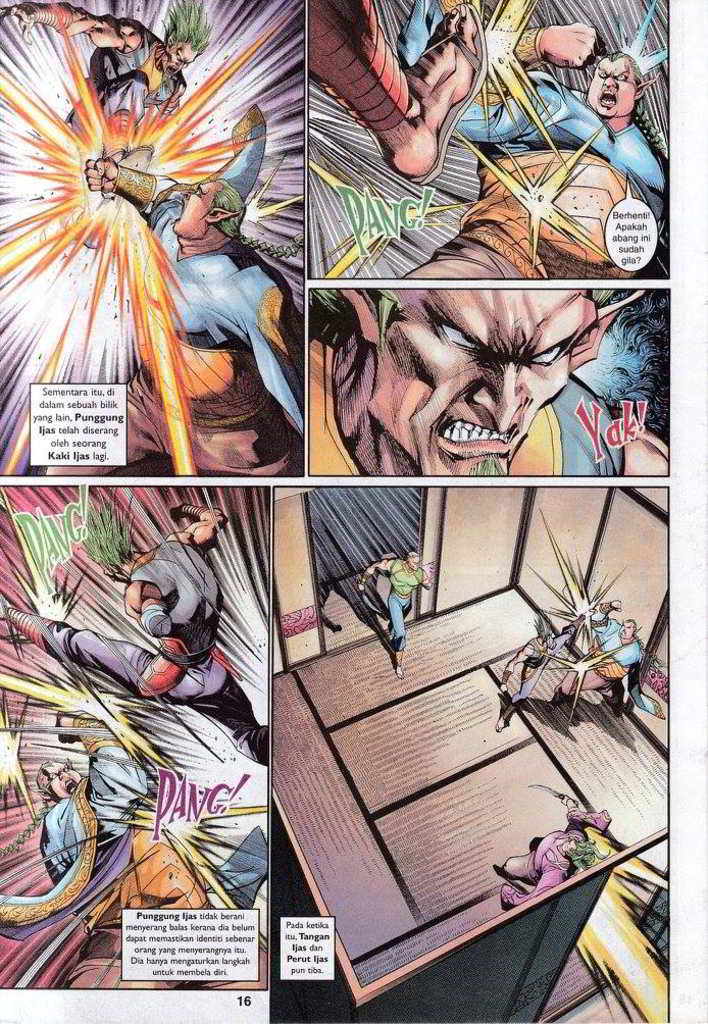 Sementara itu, di
dalam sebuah bilik
yang lain, Punggung
Ijas telah diserang
oleh seorang
Kaki Ijas lagi.
PANG!
Berhenti!
Apakah
abang ini
sudah
gila?
Yak!
PANG!
PANG!
Punggung Ijas tidak berani
menyerang balas kerana dia belum
dapat memastikan identiti sebenar
orang yang menyerangnya itu.
Dia hanya mengaturkan langkah
untuk membela diri.
Pada ketika
itu, Tangan
Ijas dan
Perut Ijas
pun tiba.
16